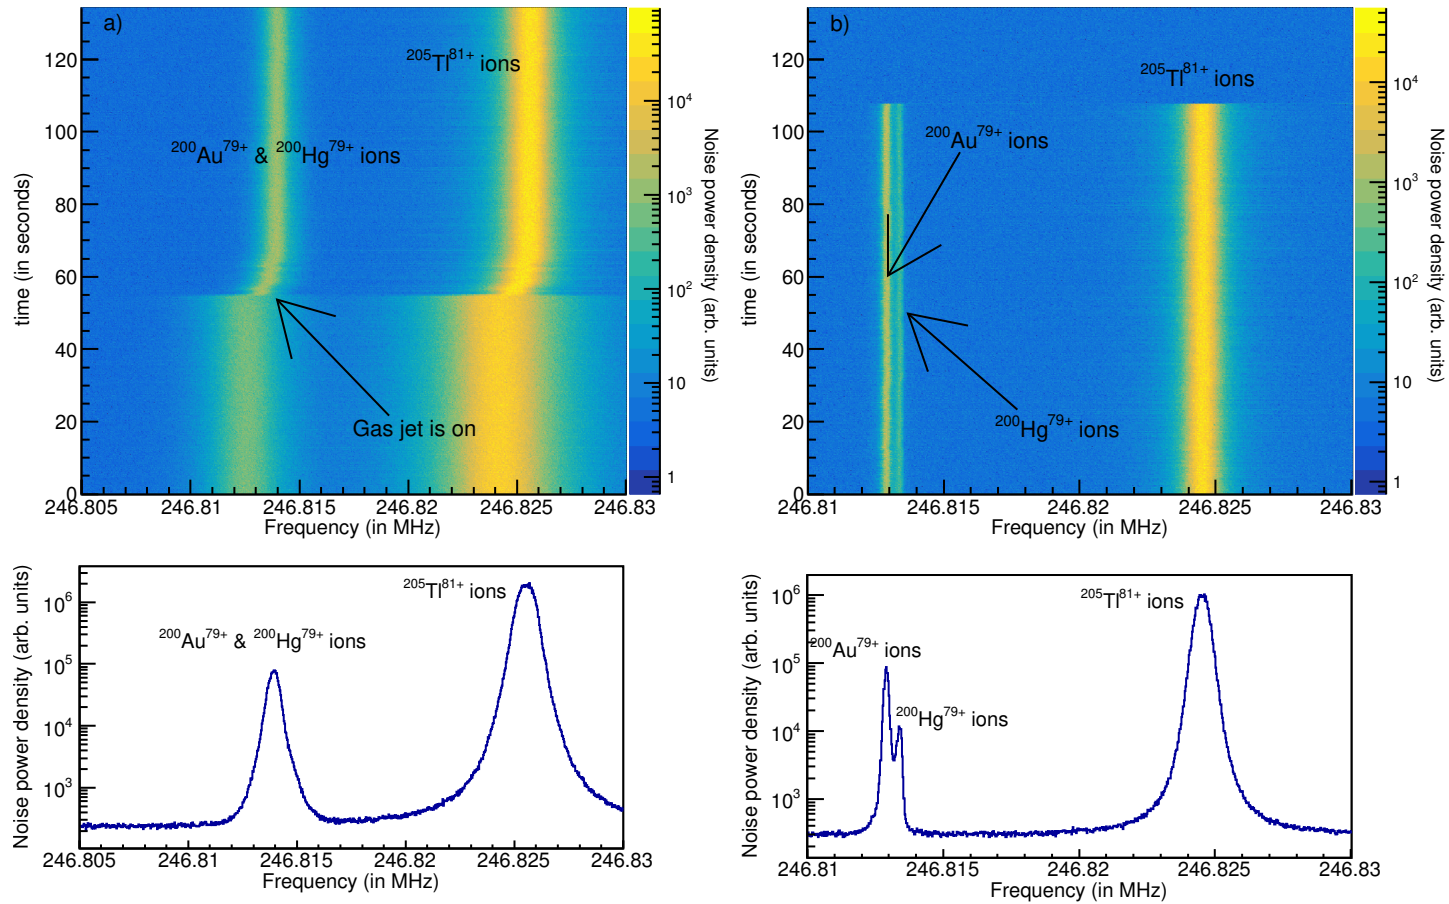 a)
205Tl81+ ions
200Au79+ & 200Hg79+ ions
Gas jet is on
time (in seconds)
0
20
40
60
80
100
120
246.805
246.81
246.815
246.82
246.825
246.83
Frequency (in MHz)
10^4
10^3
10^2
10
1
Noise power density (arb. units)
b)
205Tl81+ ions
200Au79+ ions
200Hg79+ ions
time (in seconds)
0
20
40
60
80
100
120
246.81
246.815
246.82
246.825
246.83
Frequency (in MHz)
10^4
10^3
10^2
10
1
Noise power density (arb. units)
205Tl81+ ions
200Au79+ & 200Hg79+ ions
Noise power density (arb. units)
10^6
10^5
10^4
10^3
246.805
246.81
246.815
246.82
246.825
246.83
Frequency (in MHz)
205Tl81+ ions
200Au79+ ions
200Hg79+ ions
Noise power density (arb. units)
10^6
10^5
10^4
10^3
246.81
246.815
246.82
246.825
246.83
Frequency (in MHz)